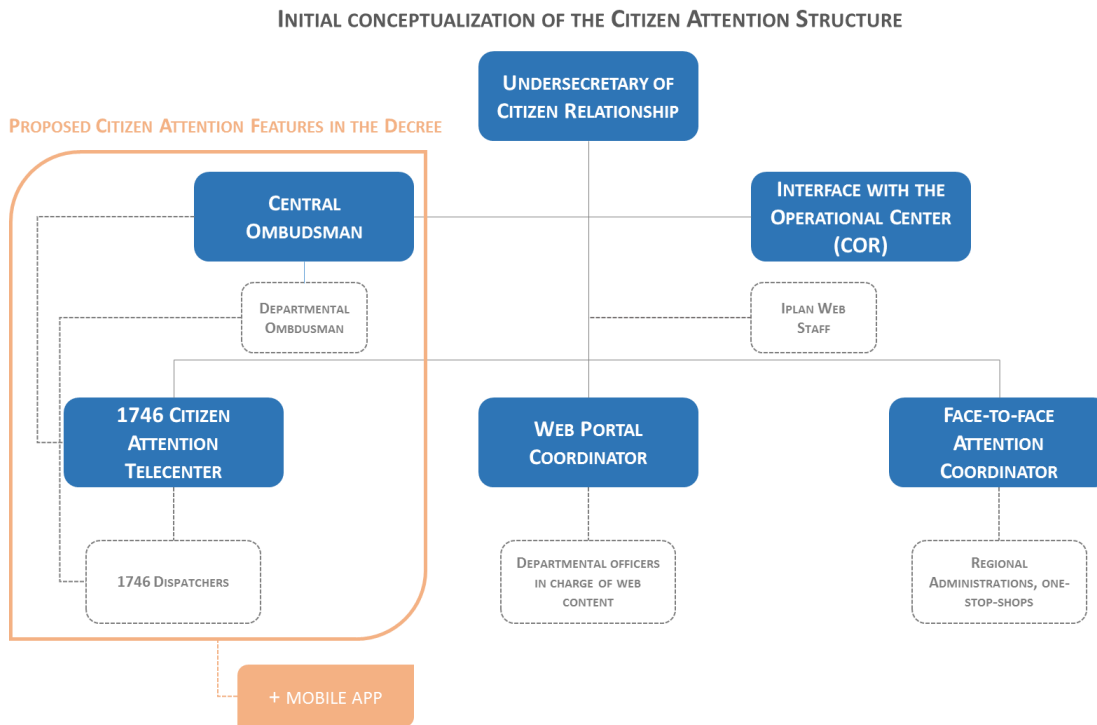 Initial conceptualization of the Citizen Attention Structure
Undersecretary of
Citizen Relationship
Proposed Citizen Attention Features in the Decree
Central
Ombudsman
Interface with the
Operational Center
(COR)
Departmental
Ombdusman
Iplan Web
Staff
1746 Citizen
Attention
Telecenter
Web Portal
Coordinator
Face-to-face
Attention
Coordinator
1746 Dispatchers
Departmental officers
in charge of web
content
Regional
Administrations, one-
stop-shops
+ mobile app